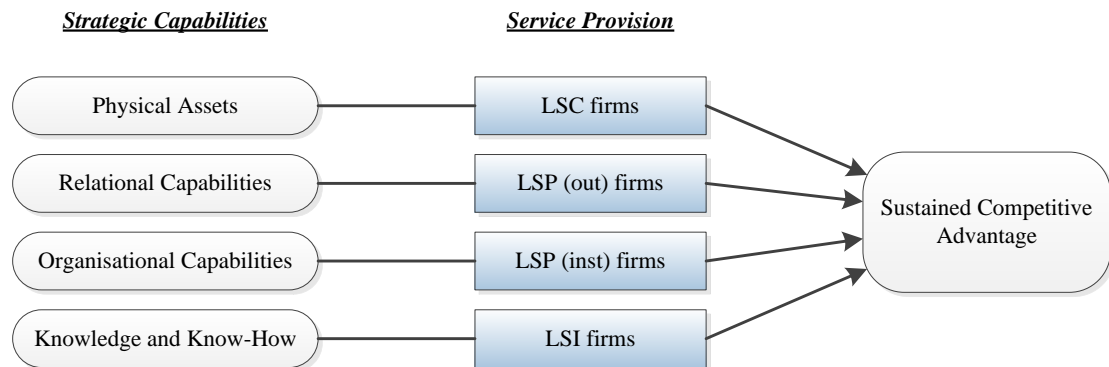 Strategic Capabilities
Service Provision
Physical Assets
LSC firms
Relational Capabilities
LSP (out) firms
Sustained Competitive
Advantage
Organisational Capabilities
LSP (inst) firms
Knowledge and Know-How
LSI firms